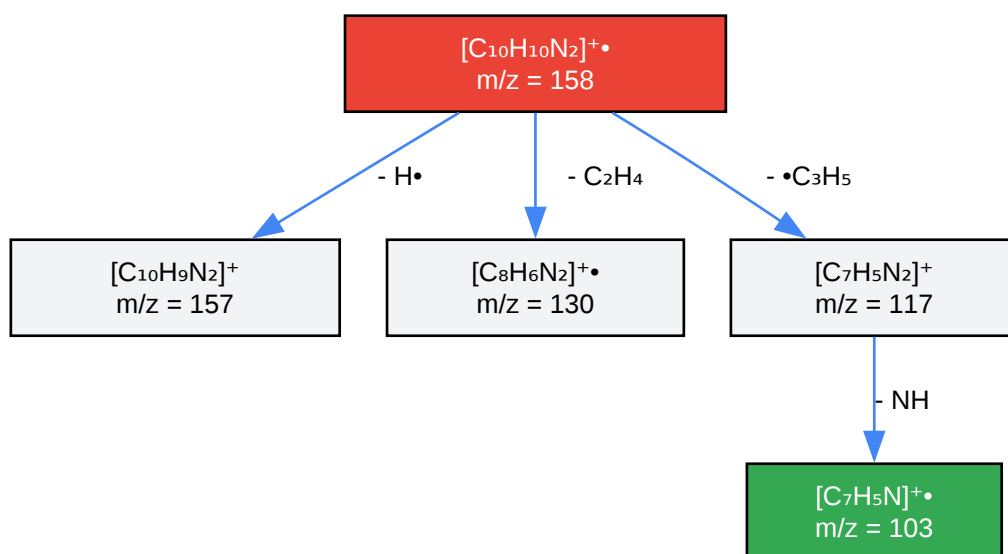 [C₁₀H₁₀N₂]⁺•
m/z = 158
- H•
- C₂H₄
- •C₃H₅
[C₁₀H₉N₂]⁺
m/z = 157
[C₈H₆N₂]⁺•
m/z = 130
[C₇H₅N₂]⁺
m/z = 117
- NH
[C₇H₅N]⁺•
m/z = 103